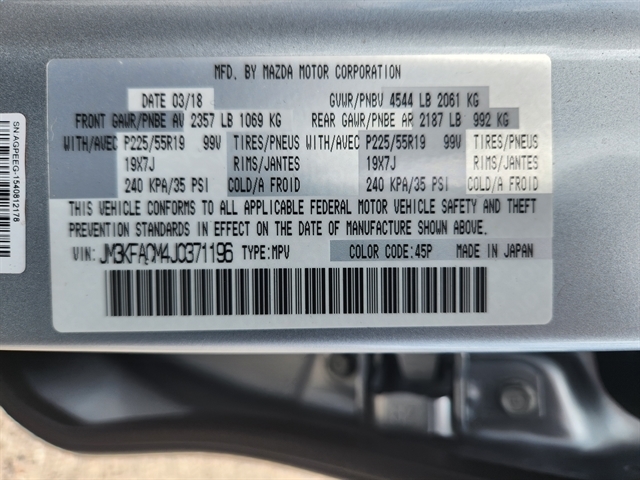 MFD. BY MAZDA MOTOR CORPORATION
DATE 03/18 GVWR/PNBV 4544 LB 2061 KG
FRONT GAWR/PNBE AV 2357 LB 1069 KG REAR GAWR/PNBE AR 2187 LB 992 KG
WITH/AVEC P225/55R19 99V TIRES/PNEUS WITH/AVEC P225/55R19 99V TIRES/PNEUS
19X7J RIMS/JANTES 19X7J RIMS/JANTES
240 KPA/35 PSI COLD/A FROID 240 KPA/35 PSI COLD/A FROID
THIS VEHICLE CONFORMS TO ALL APPLICABLE FEDERAL MOTOR VEHICLE SAFETY AND THEFT
PREVENTION STANDARDS IN EFFECT ON THE DATE OF MANUFACTURE SHOWN ABOVE.
VIN: JM3KFACM4J0371196 TYPE:MPV COLOR CODE:45P MADE IN JAPAN
SN AGPEEG-1540812178